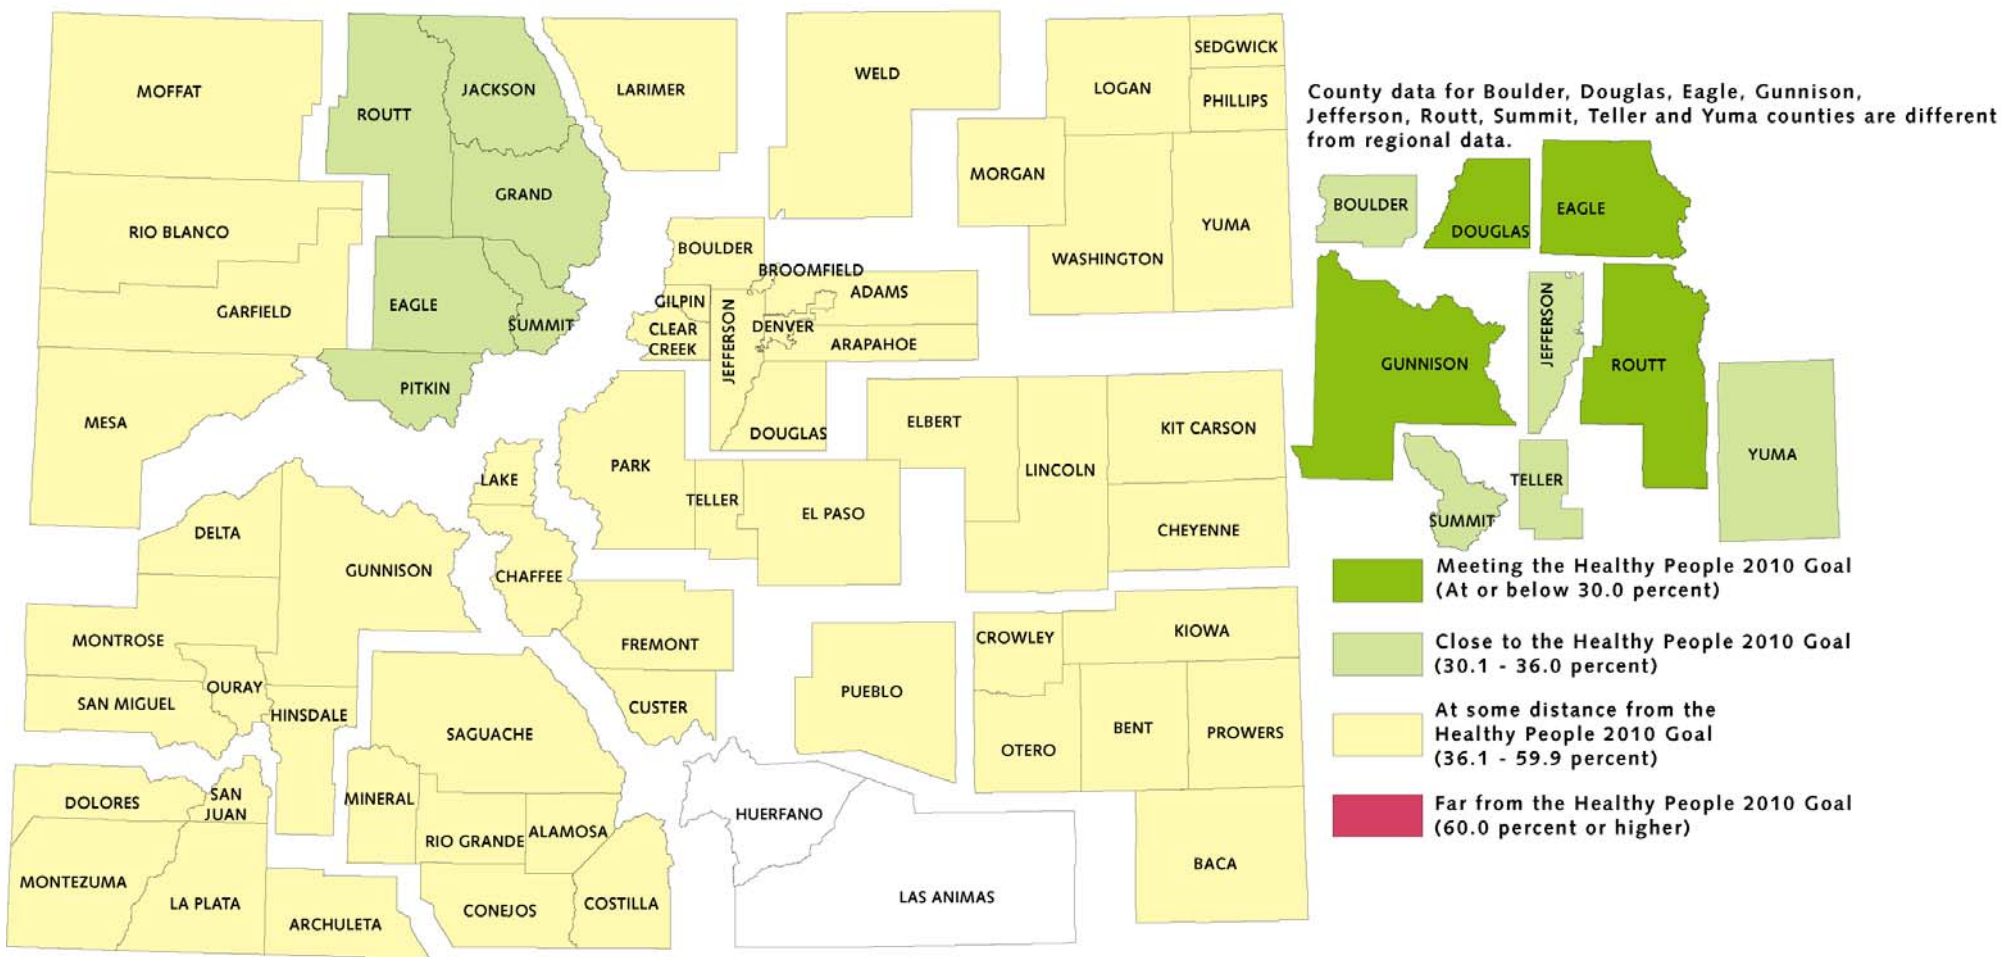 MOFFAT
ROUTT
JACKSON
LARIMER
WELD
LOGAN
SEDGWICK
PHILLIPS
MORGAN
YUMA
WASHINGTON
RIO BLANCO
GRAND
GARFIELD
EAGLE
SUMMIT
PITKIN
MESA
BOULDER
BROOMFIELD
GILPIN
ADAMS
CLEAR
CREEK
JEFFERSON
DENVER
ARAPAHOE
DOUGLAS
ELBERT
KIT CARSON
LINCOLN
CHEYENNE
PARK
TELLER
EL PASO
LAKE
CHAFFEE
DELTA
GUNNISON
MONTROSE
OURAY
SAN MIGUEL
HINSDALE
FREMONT
CUSTER
PUEBLO
CROWLEY
KIOWA
OTERO
BENT
PROWERS
BACA
SAGUACHE
MINERAL
RIO GRANDE
ALAMOSA
DOLORES
SAN
JUAN
MONTEZUMA
LA PLATA
ARCHULETA
CONEJOS
COSTILLA
HUERFANO
LAS ANIMAS
County data for Boulder, Douglas, Eagle, Gunnison,
Jefferson, Routt, Summit, Teller and Yuma counties are different
from regional data.
BOULDER
DOUGLAS
EAGLE
GUNNISON
JEFFERSON
ROUTT
YUMA
SUMMIT
TELLER
Meeting the Healthy People 2010 Goal
(At or below 30.0 percent)
Close to the Healthy People 2010 Goal
(30.1 - 36.0 percent)
At some distance from the
Healthy People 2010 Goal
(36.1 - 59.9 percent)
Far from the Healthy People 2010 Goal
(60.0 percent or higher)